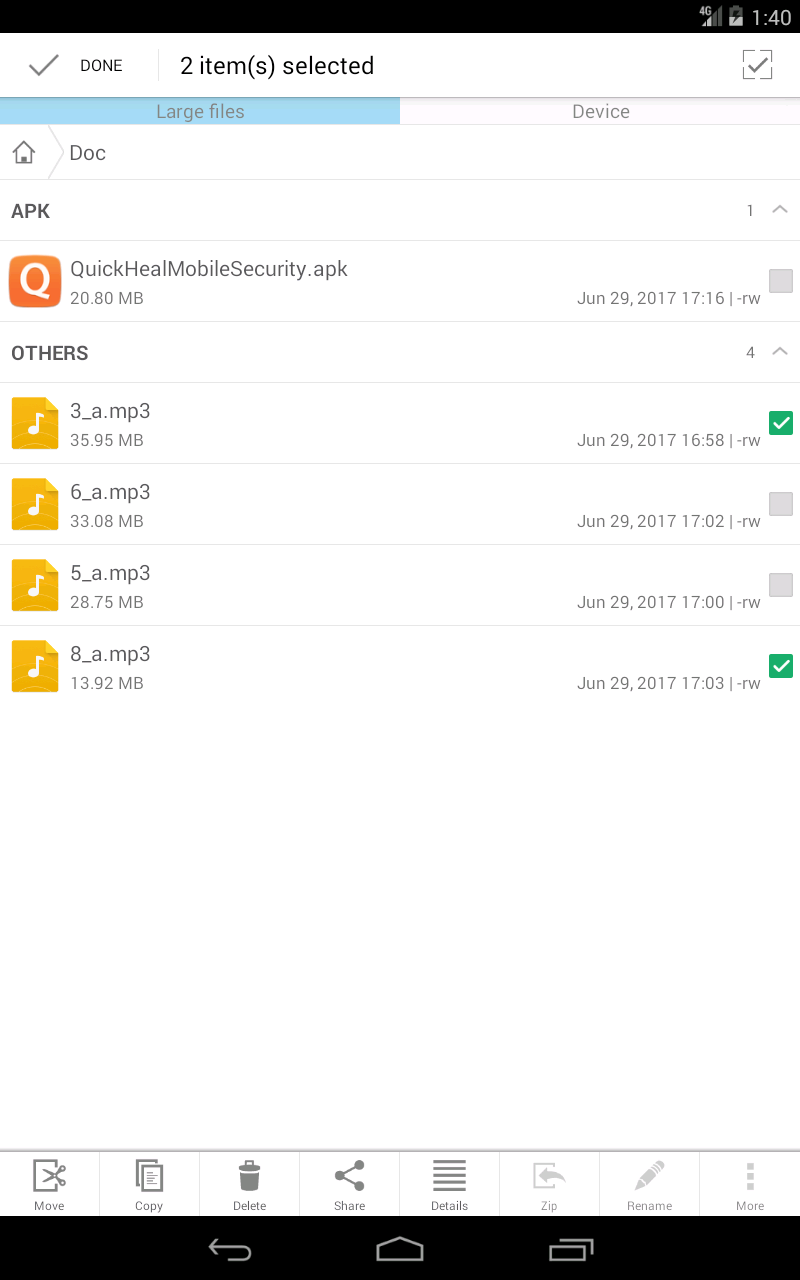 4G 1:40
DONE 2 item(s) selected
Large files Device
Doc
APK 1
QuickHealMobileSecurity.apk
20.80 MB Jun 29, 2017 17:16 | -rw
OTHERS 4
3_a.mp3
35.95 MB Jun 29, 2017 16:58 | -rw
6_a.mp3
33.08 MB Jun 29, 2017 17:02 | -rw
5_a.mp3
28.75 MB Jun 29, 2017 17:00 | -rw
8_a.mp3
13.92 MB Jun 29, 2017 17:03 | -rw
Move Copy Delete Share Details Zip Rename More